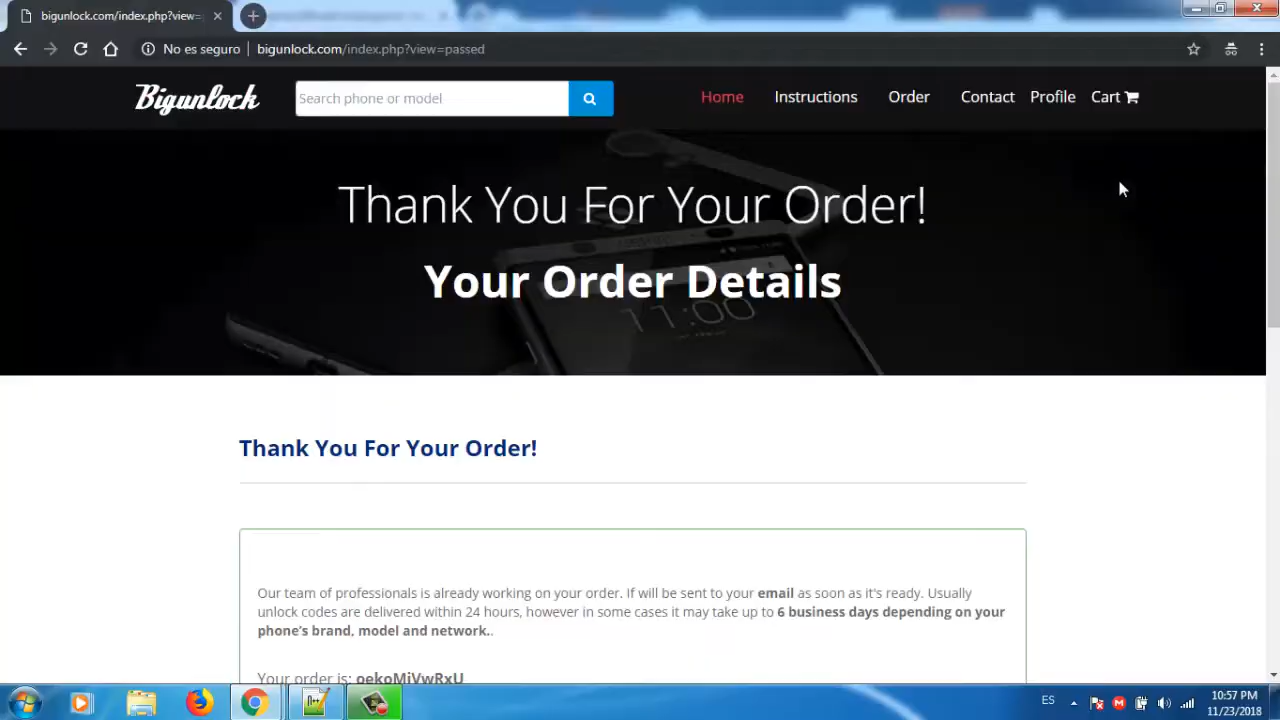 bigunlock.com/index.php?view=
No es seguro
bigunlock.com/index.php?view=passed
Bigunlock
Search phone or model
Home
Instructions
Order
Contact
Profile
Cart
11:00
Thank You For Your Order!
Your Order Details
Thank You For Your Order!
Our team of professionals is already working on your order. If will be sent to your email as soon as it's ready. Usually
unlock codes are delivered within 24 hours, however in some cases it may take up to 6 business days depending on your
phone's brand, model and network..
Your order is: oekoMiVwRxU
ES
10:57 PM
11/23/2018